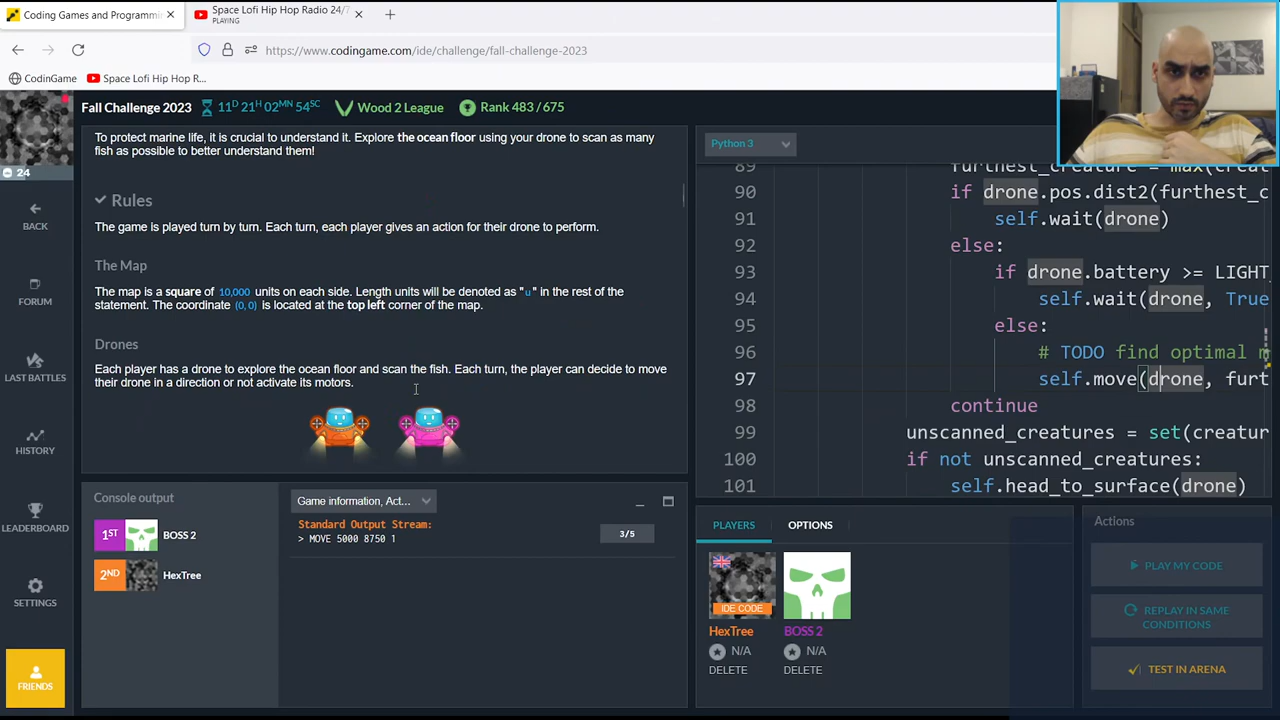 Coding Games and Programmin
Space Lofi Hip Hop Radio 24/7
PLAYING
https://www.codingame.com/ide/challenge/fall-challenge-2023
CodinGame
Space Lofi Hip Hop R...
Fall Challenge 2023
11D 21H 02MN 54SC
Wood 2 League
Rank 483 / 675
24
BACK
FORUM
LAST BATTLES
HISTORY
LEADERBOARD
SETTINGS
FRIENDS
To protect marine life, it is crucial to understand it. Explore the ocean floor using your drone to scan as many
fish as possible to better understand them!
Rules
The game is played turn by turn. Each turn, each player gives an action for their drone to perform.
The Map
The map is a square of 10,000 units on each side. Length units will be denoted as "u" in the rest of the
statement. The coordinate (0, 0) is located at the top left corner of the map.
Drones
Each player has a drone to explore the ocean floor and scan the fish. Each turn, the player can decide to move
their drone in a direction or not activate its motors.
Console output
1ST BOSS 2
2ND HexTree
Game information, Act...
Standard Output Stream:
> MOVE 5000 8750 1
3/5
Python 3
89 furthest_creature = max(creat
90 if drone.pos.dist2(furthest_c
91 self.wait(drone)
92 else:
93 if drone.battery >= LIGHT_
94 self.wait(drone, True
95 else:
96 # TODO find optimal m
97 self.move(drone, furt
98 continue
99 unscanned_creatures = set(creatur
100 if not unscanned_creatures:
101 self.head_to_surface(drone)
PLAYERS
OPTIONS
IDE CODE
HexTree
N/A
DELETE
BOSS 2
N/A
DELETE
Actions
PLAY MY CODE
REPLAY IN SAME
CONDITIONS
TEST IN ARENA